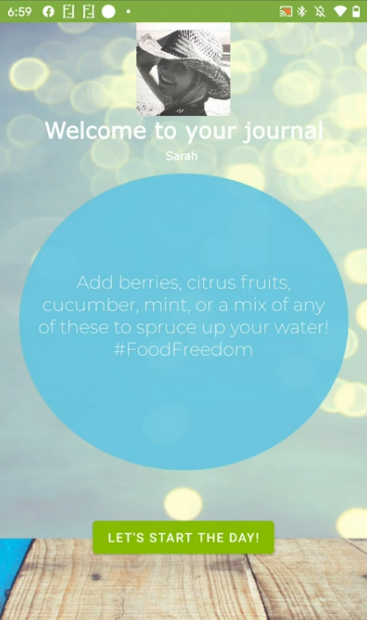 6:59
Welcome to your journal
Sarah
Add berries, citrus fruits,
cucumber, mint, or a mix of any
of these to spruce up your water!
#FoodFreedom
LET'S START THE DAY!